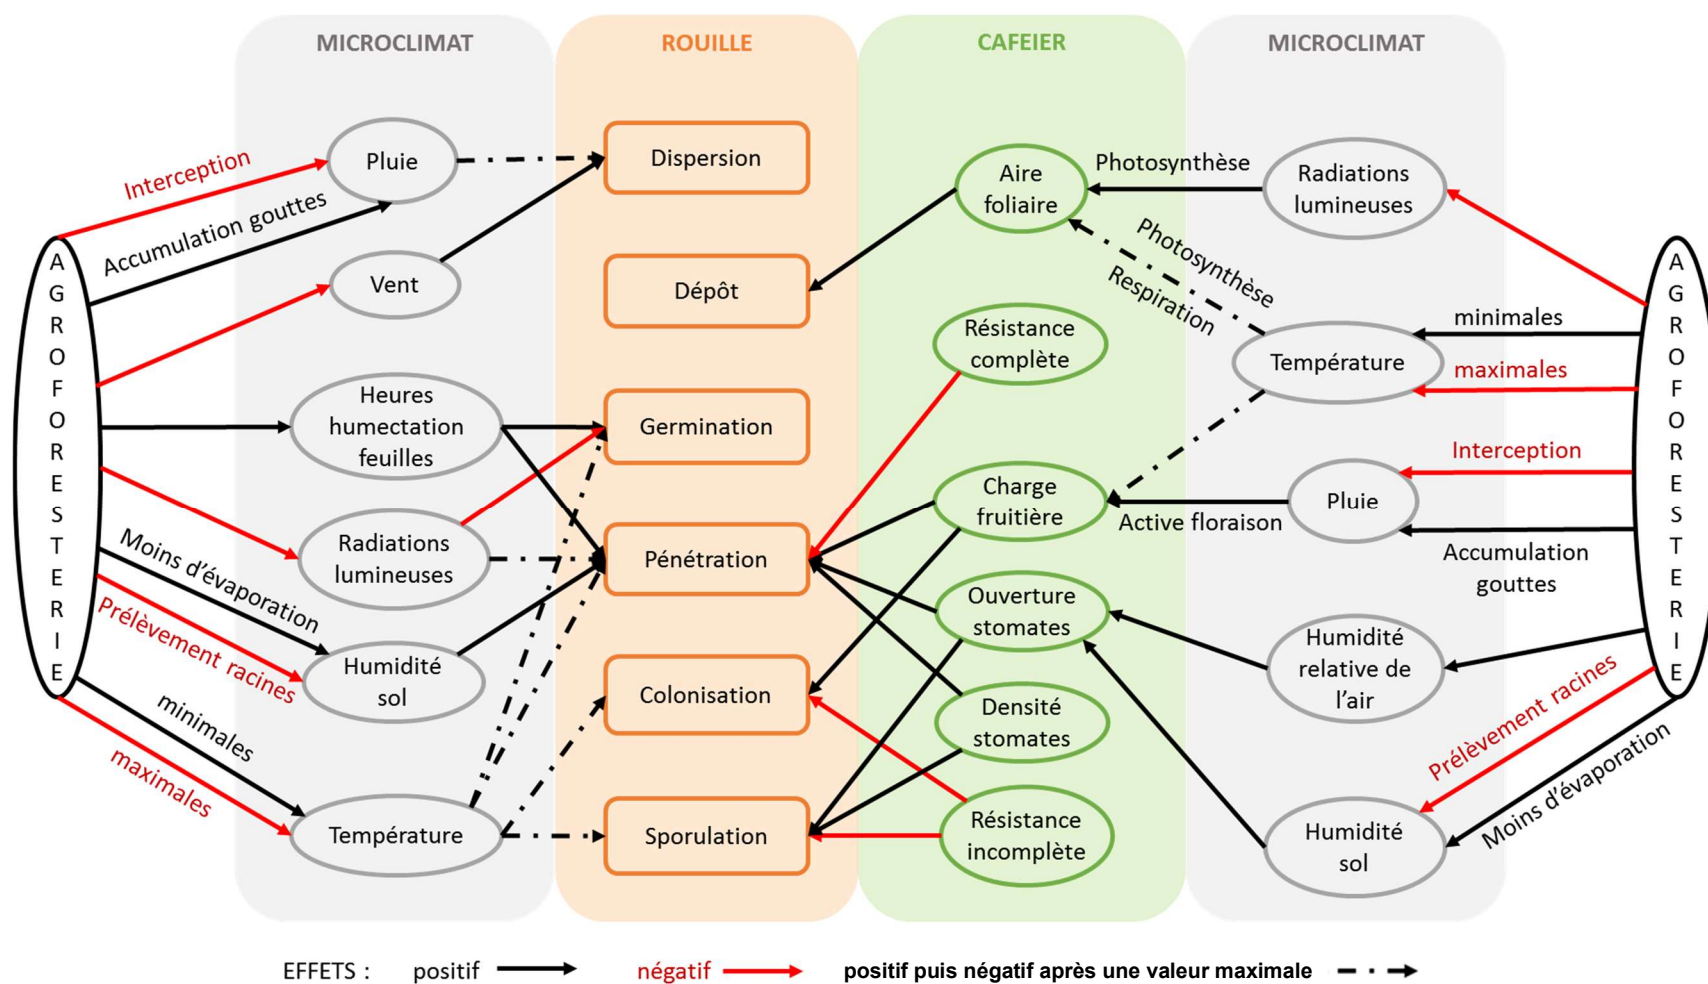 MICROCLIMAT
ROUILLE
CAFEIER
MICROCLIMAT
AGROFORESTERIE
Interception
Accumulation gouttes
Moins d'évaporation
Prélèvement racines
minimales
maximales
Pluie
Vent
Heures
humectation
feuilles
Radiations
lumineuses
Humidité
sol
Température
Dispersion
Dépôt
Germination
Pénétration
Colonisation
Sporulation
Aire
foliaire
Résistance
complète
Charge
fruitière
Ouverture
stomates
Densité
stomates
Résistance
incomplète
Photosynthèse
Photosynthèse
Respiration
Active floraison
Radiations
lumineuses
Température
Pluie
Humidité
relative de
l'air
Humidité
sol
minimales
maximales
Interception
Accumulation
gouttes
Prélèvement racines
Moins d'évaporation
AGROFORESTERIE
EFFETS : positif négatif positif puis négatif après une valeur maximale